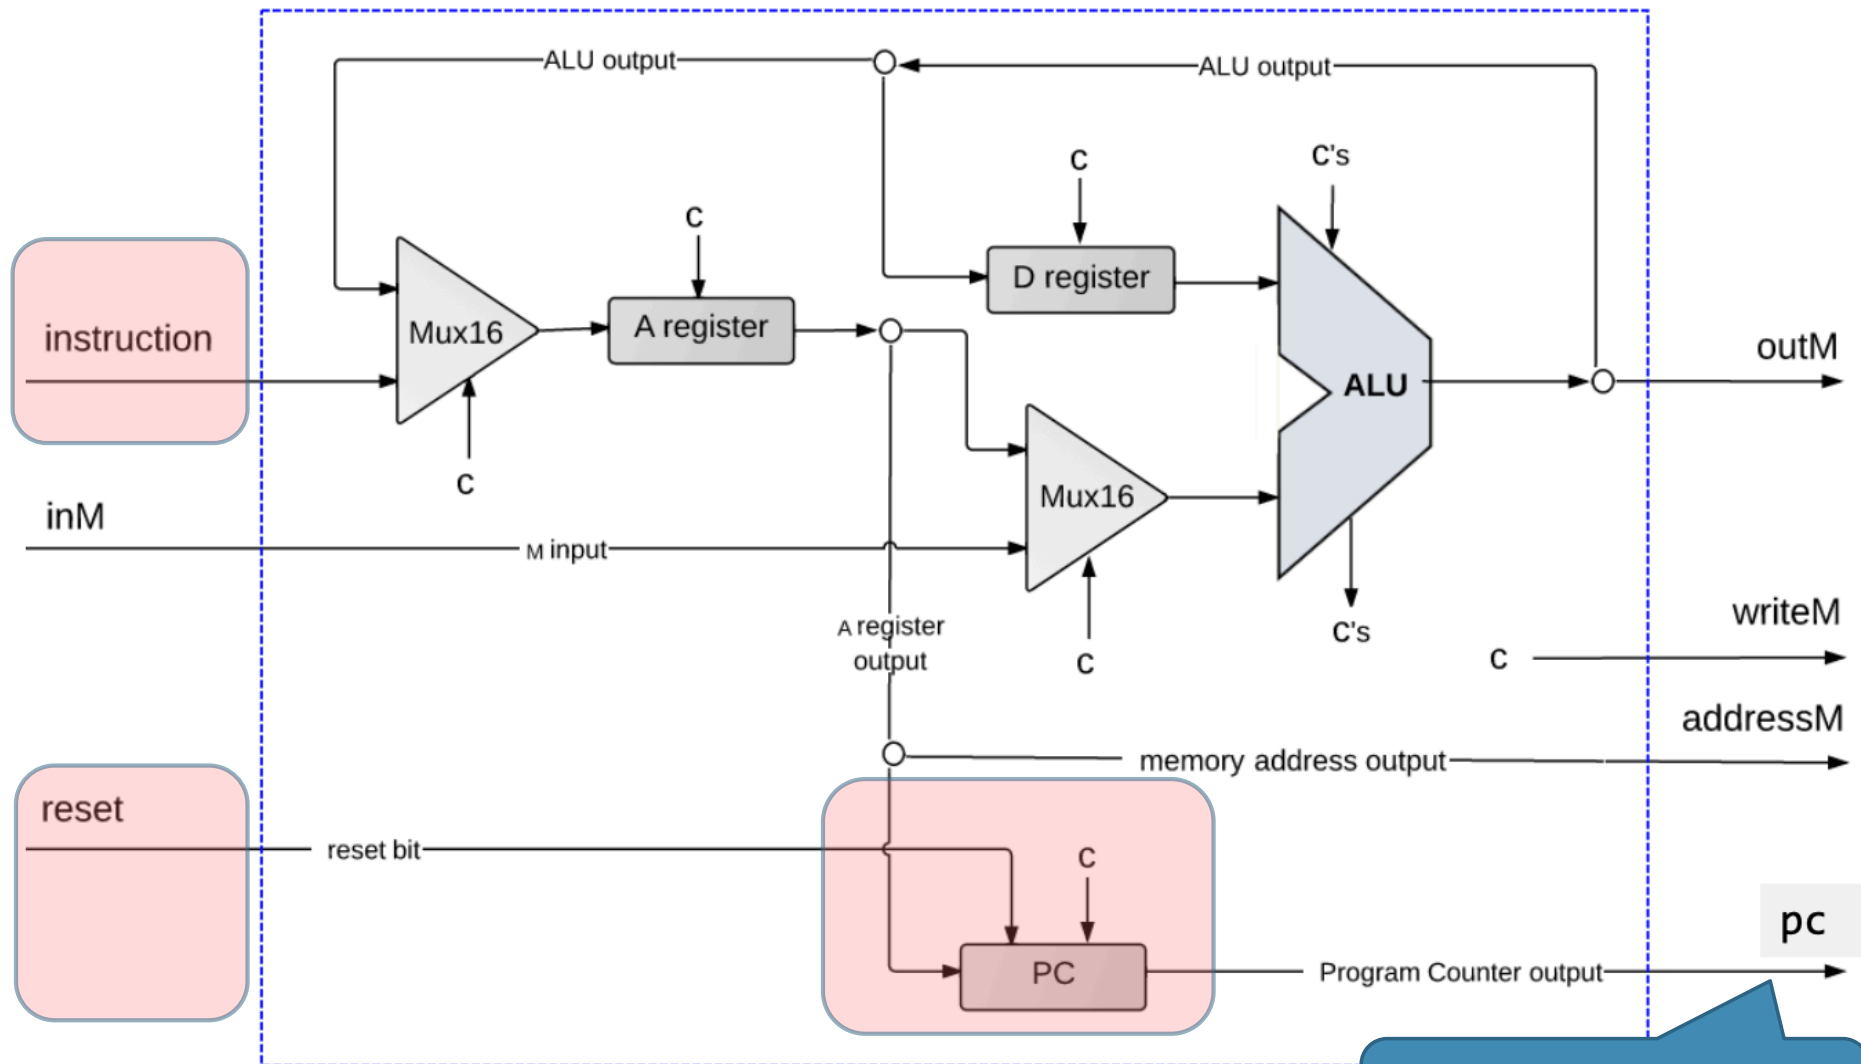 ALU output
ALU output
c
c's
c
instruction
Mux16
A register
D register
ALU
outM
c
inM
M input
Mux16
A register
output
c
c's
writeM
c
addressM
memory address output
reset
reset bit
c
pc
PC
Program Counter output